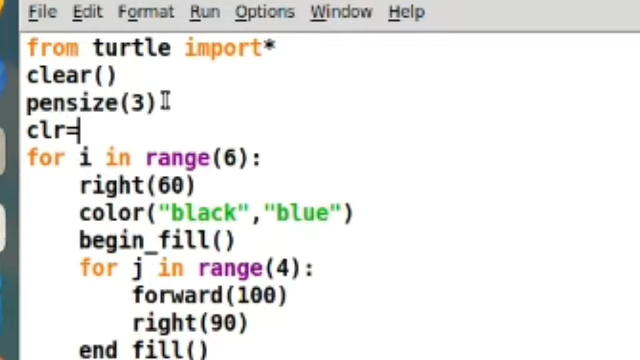 File Edit Format Run Options Window Help
from turtle import*
clear()
pensize(3)
clr=
for i in range(6):
    right(60)
    color("black","blue")
    begin_fill()
    for j in range(4):
        forward(100)
        right(90)
    end_fill()